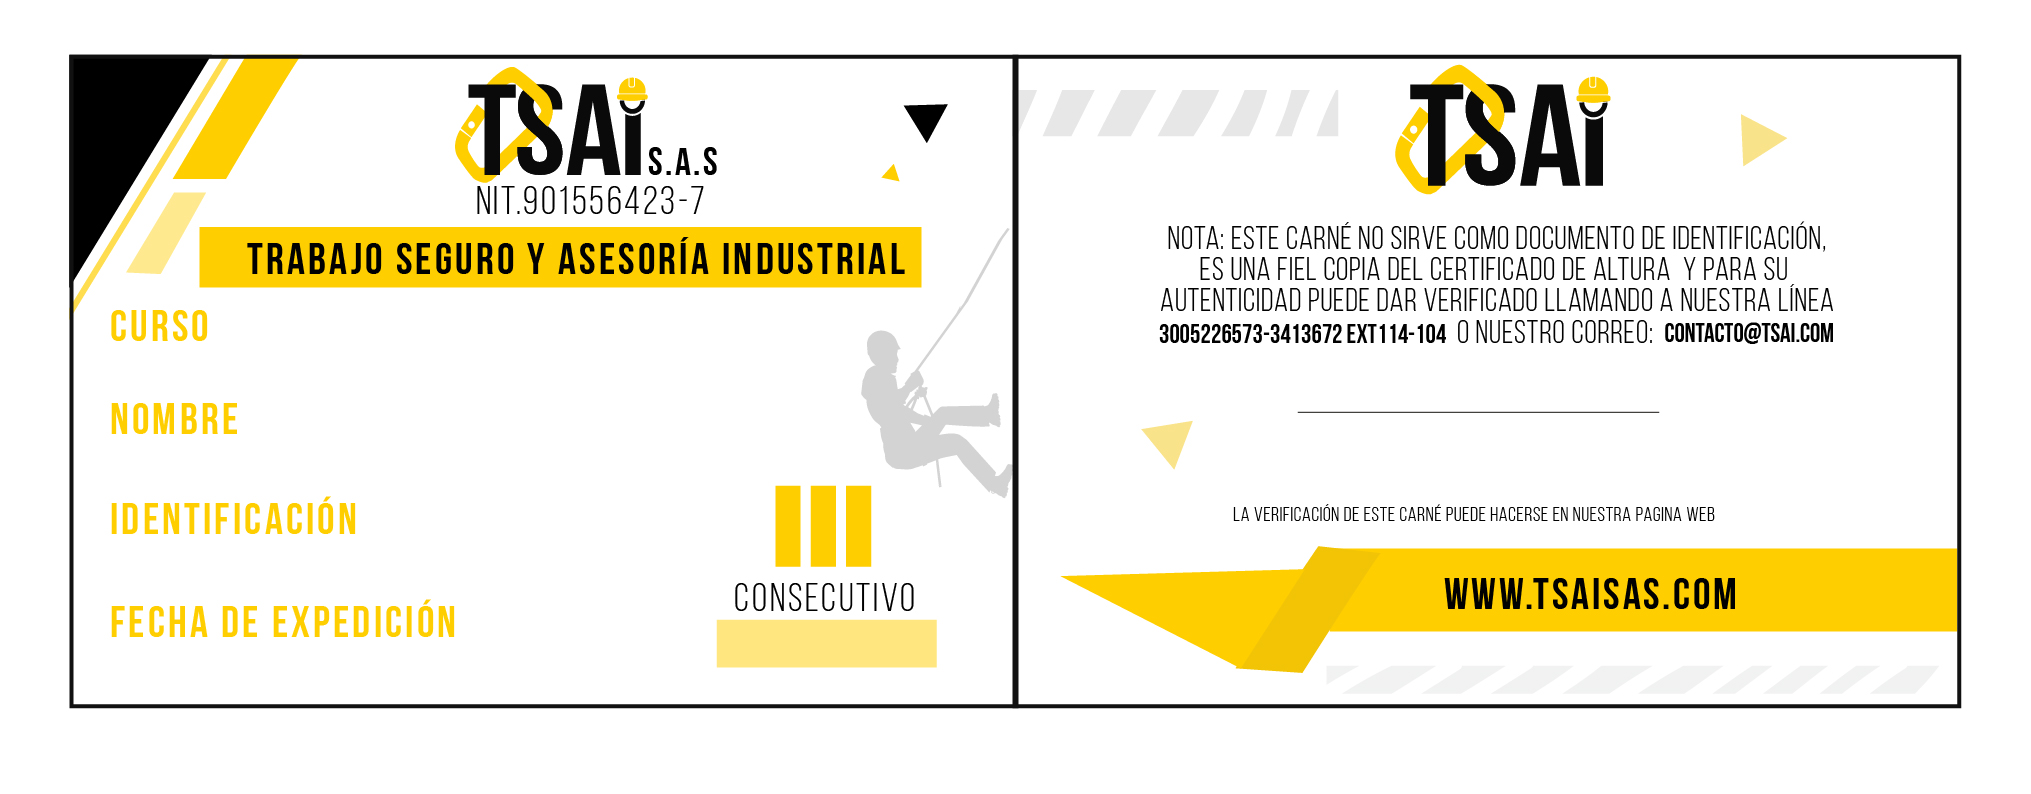 TSAi S.A.S
NIT.901556423-7
TRABAJO SEGURO Y ASESORÍA INDUSTRIAL
CURSO
NOMBRE
IDENTIFICACIÓN
FECHA DE EXPEDICIÓN
CONSECUTIVO
TSAi
NOTA: ESTE CARNÉ NO SIRVE COMO DOCUMENTO DE IDENTIFICACIÓN,
ES UNA FIEL COPIA DEL CERTIFICADO DE ALTURA Y PARA SU
AUTENTICIDAD PUEDE DAR VERIFICADO LLAMANDO A NUESTRA LÍNEA
3005226573-3413672 EXT114-104 O NUESTRO CORREO: CONTACTO@TSAI.COM
LA VERIFICACIÓN DE ESTE CARNÉ PUEDE HACERSE EN NUESTRA PAGINA WEB
WWW.TSAISAS.COM